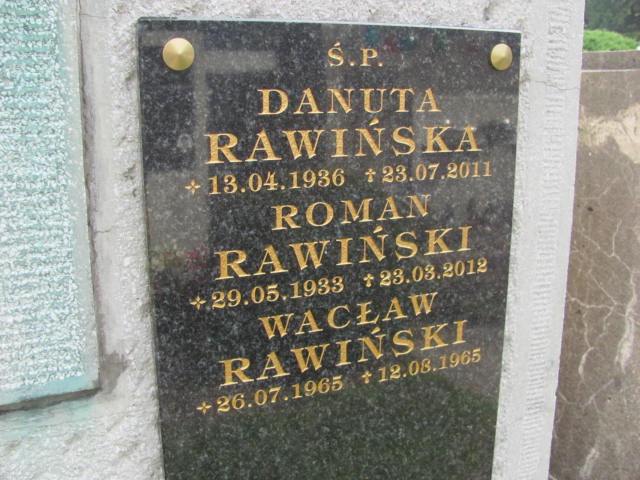 Ś.P.
DANUTA
RAWIŃSKA
✧ 13.04.1936 ✝ 23.07.2011
ROMAN
RAWIŃSKI
✧ 29.05.1933 ✝ 23.03.2012
WACŁAW
RAWIŃSKI
✧ 26.07.1965 ✝ 12.08.1965